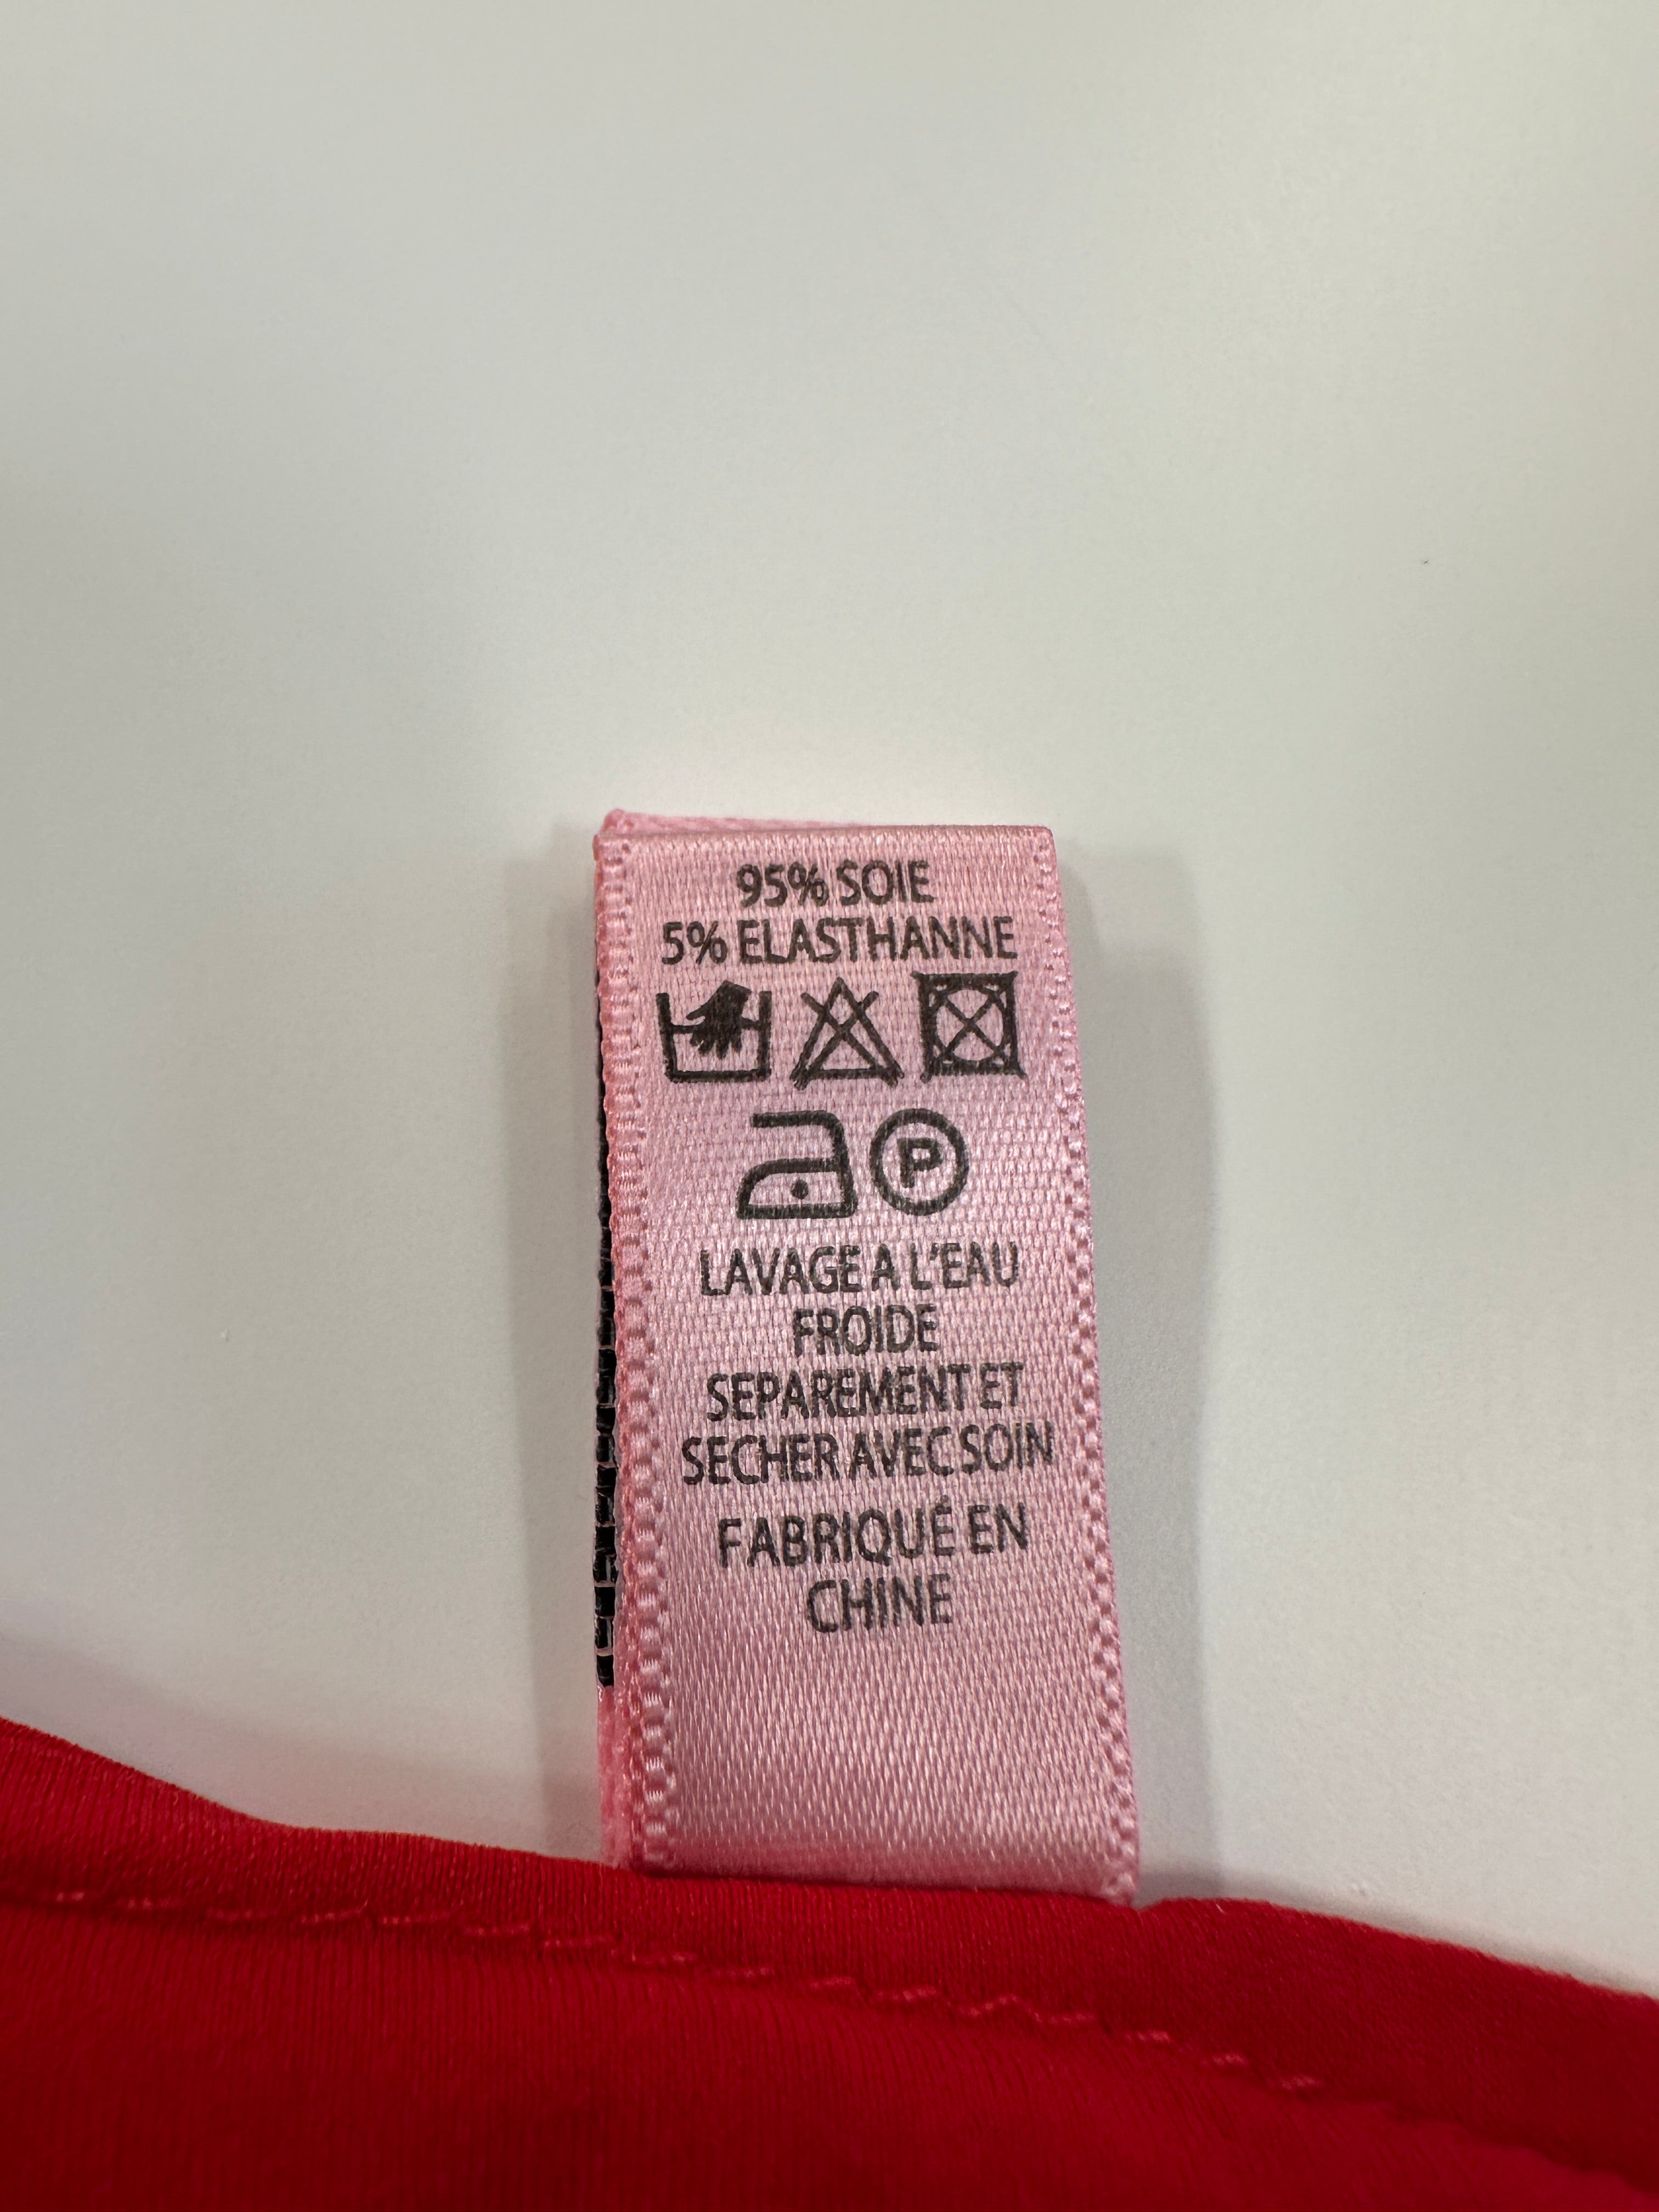 95% SOIE
5% ELASTHANNE
P
LAVAGE A L'EAU
FROIDE
SEPAREMENT ET
SECHER AVEC SOIN
FABRIQUÉ EN
CHINE